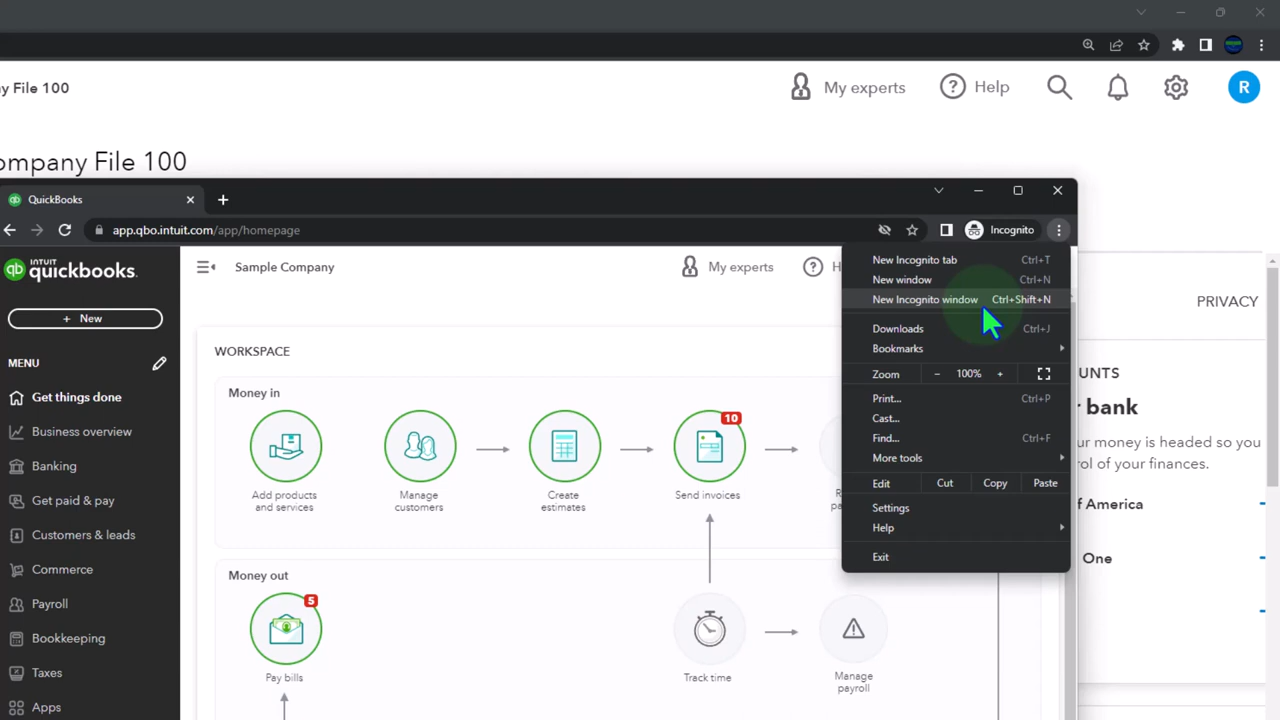 ny File 100
My experts
Help
R
ompany File 100
QuickBooks
app.qbo.intuit.com/app/homepage
Incognito
qb INTUIT quickbooks.
Sample Company
My experts
H
+ New
MENU
Get things done
Business overview
Banking
Get paid & pay
Customers & leads
Commerce
Payroll
Bookkeeping
Taxes
Apps
WORKSPACE
Money in
10
Add products and services
Manage customers
Create estimates
Send invoices
R
pa
Money out
5
Pay bills
Track time
Manage payroll
New Incognito tab Ctrl+T
New window Ctrl+N
New Incognito window Ctrl+Shift+N
Downloads Ctrl+J
Bookmarks
Zoom − 100% +
Print... Ctrl+P
Cast...
Find... Ctrl+F
More tools
Edit Cut Copy Paste
Settings
Help
Exit
PRIVACY
UNTS
r bank
ur money is headed so you
rol of your finances.
f America
One